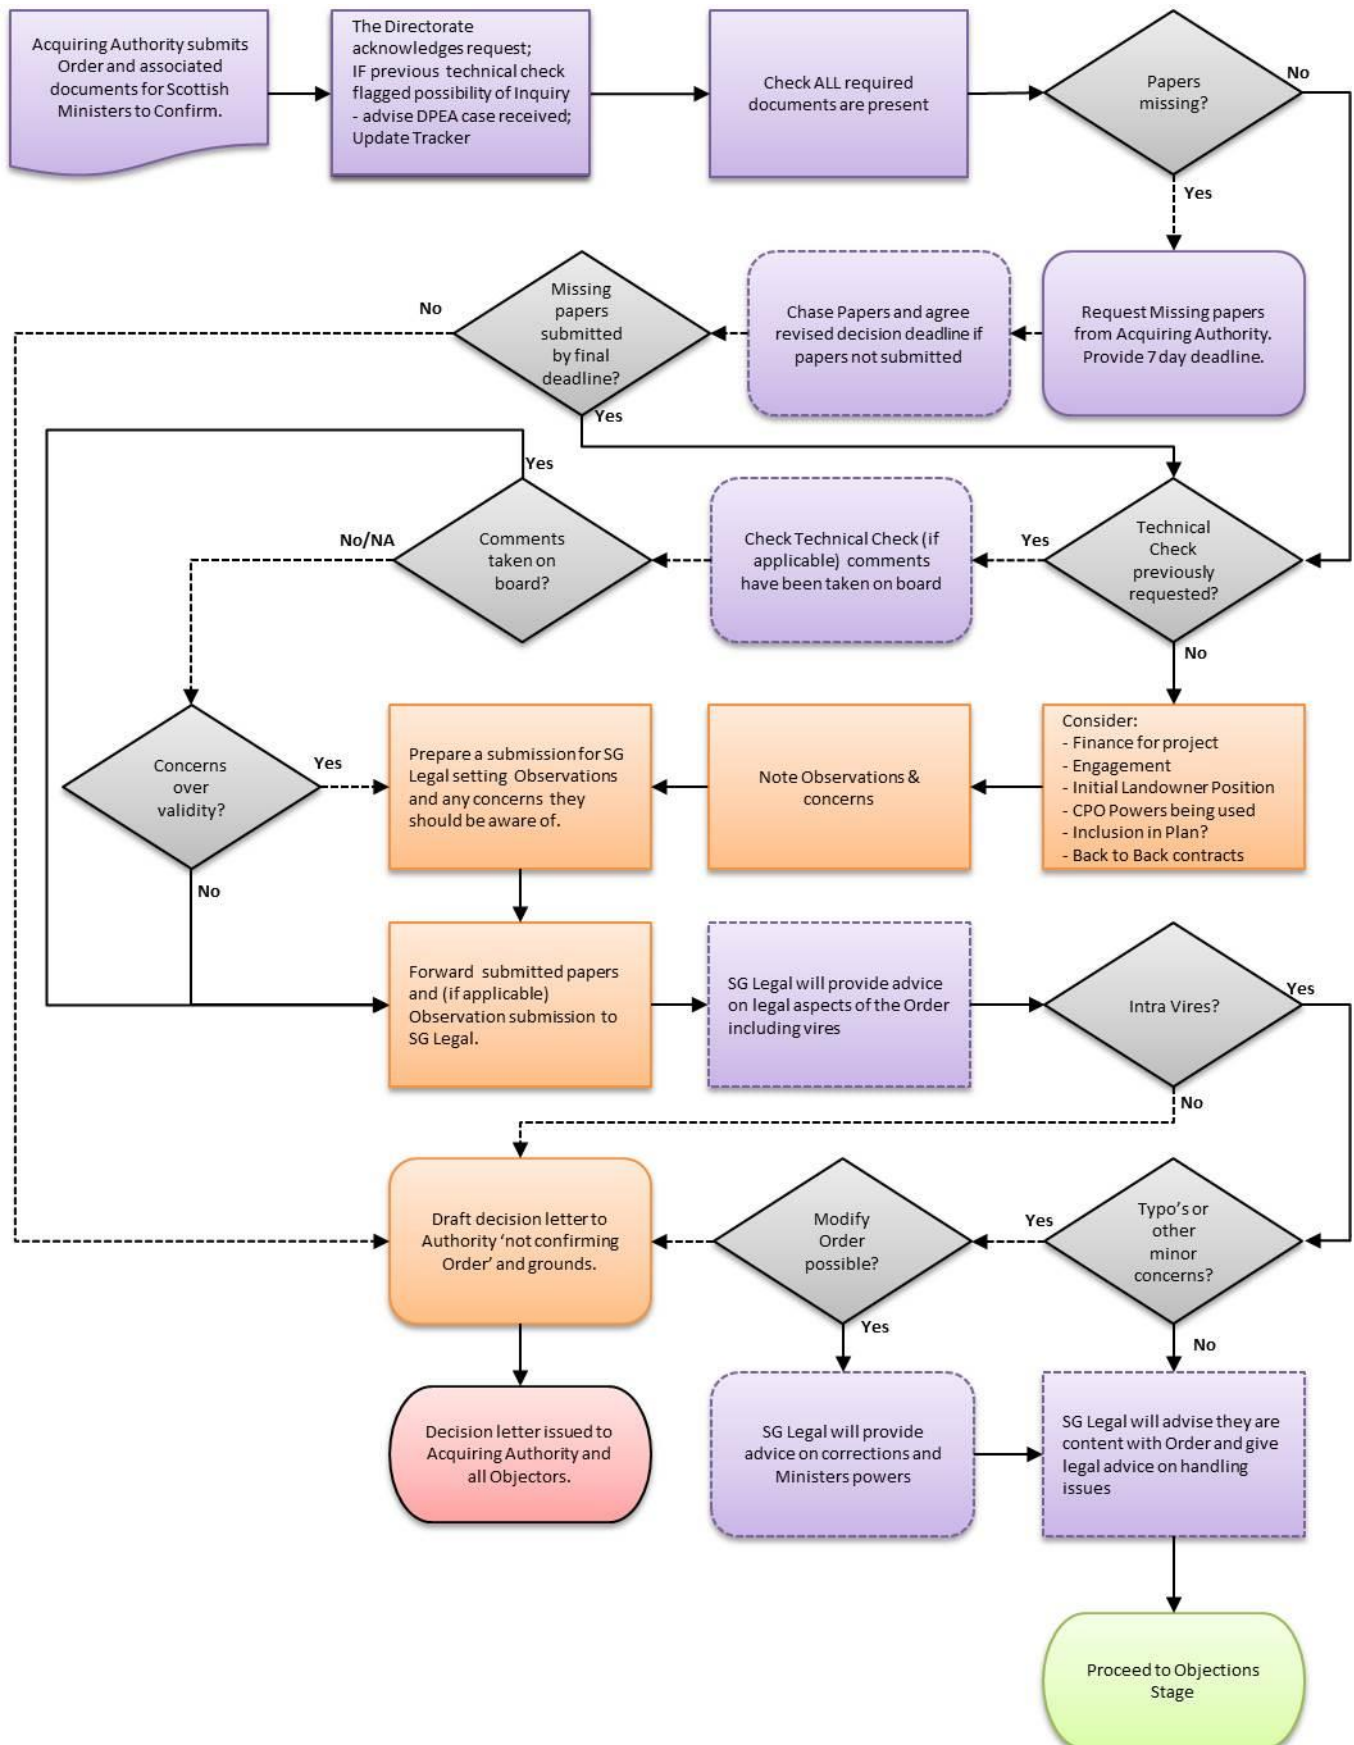 Acquiring Authority submits
Order and associated
documents for Scottish
Ministers to Confirm.
The Directorate
acknowledges request;
IF previous technical check
flagged possibility of Inquiry
- advise DPEA case received;
Update Tracker
Check ALL required
documents are present
Papers
missing?
No
Yes
Missing
papers
submitted
by final
deadline?
No
Yes
Chase Papers and agree
revised decision deadline if
papers not submitted
Request Missing papers
from Acquiring Authority.
Provide 7 day deadline.
Comments
taken on
board?
Yes
No/NA
Check Technical Check (if
applicable) comments
have been taken on board
Yes
Technical
Check
previously
requested?
No
Concerns
over
validity?
Yes
No
Prepare a submission for SG
Legal setting Observations
and any concerns they
should be aware of.
Note Observations &
concerns
Consider:
- Finance for project
- Engagement
- Initial Landowner Position
- CPO Powers being used
- Inclusion in Plan?
- Back to Back contracts
Forward submitted papers
and (if applicable)
Observation submission to
SG Legal.
SG Legal will provide advice
on legal aspects of the Order
including vires
Intra Vires?
Yes
No
Draft decision letter to
Authority 'not confirming
Order' and grounds.
Modify
Order
possible?
Yes
Yes
Typo's or
other
minor
concerns?
No
Decision letter issued to
Acquiring Authority and
all Objectors.
SG Legal will provide
advice on corrections and
Ministers powers
SG Legal will advise they are
content with Order and give
legal advice on handling
issues
Proceed to Objections
Stage